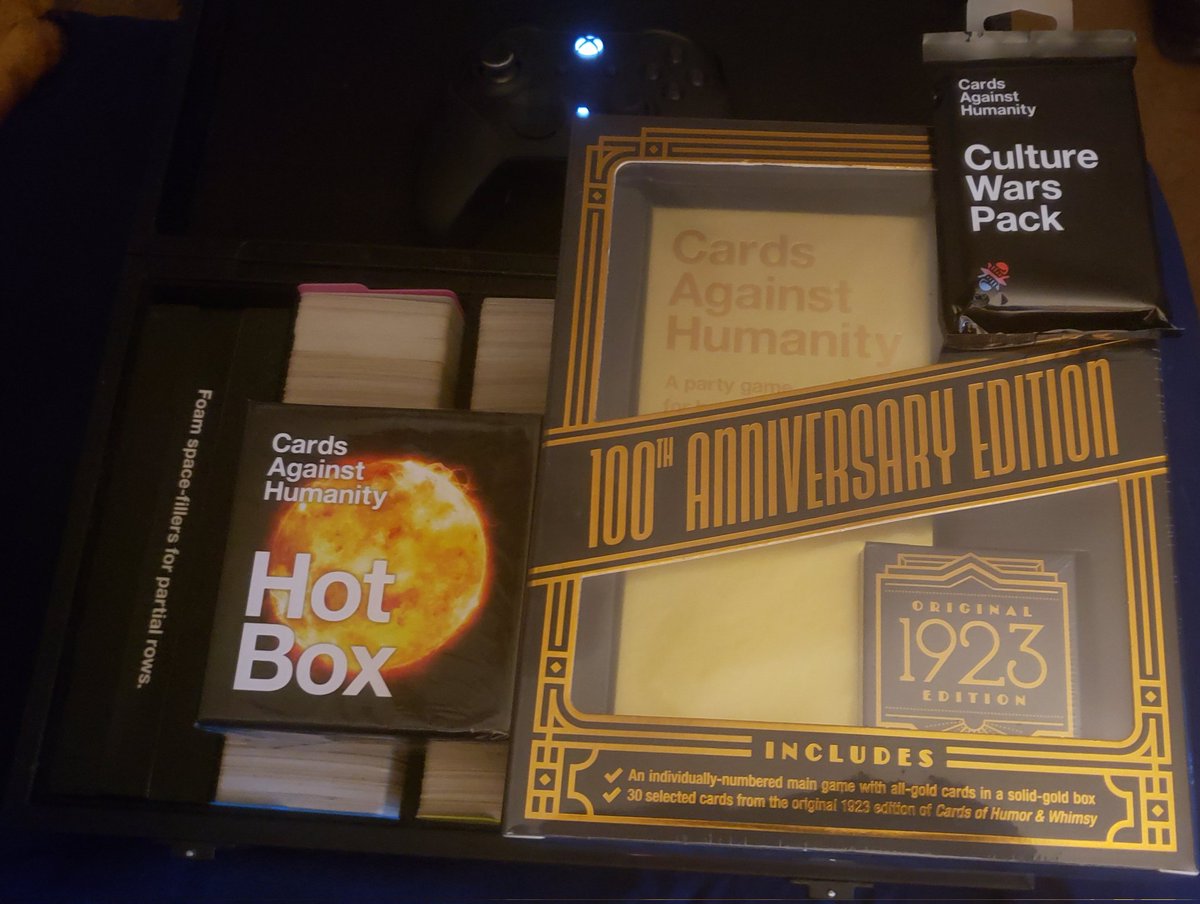 Cards
Against
Humanity
Culture
Wars
Pack
Cards
Against
Humanity
A party game
100TH ANNIVERSARY EDITION
Foam space-fillers for partial rows.
Cards
Against
Humanity
Hot
Box
ORIGINAL
1923
EDITION
INCLUDES
✓ An individually-numbered main game with all-gold cards in a solid-gold box
✓ 30 selected cards from the original 1923 edition of Cards of Humor & Whimsy